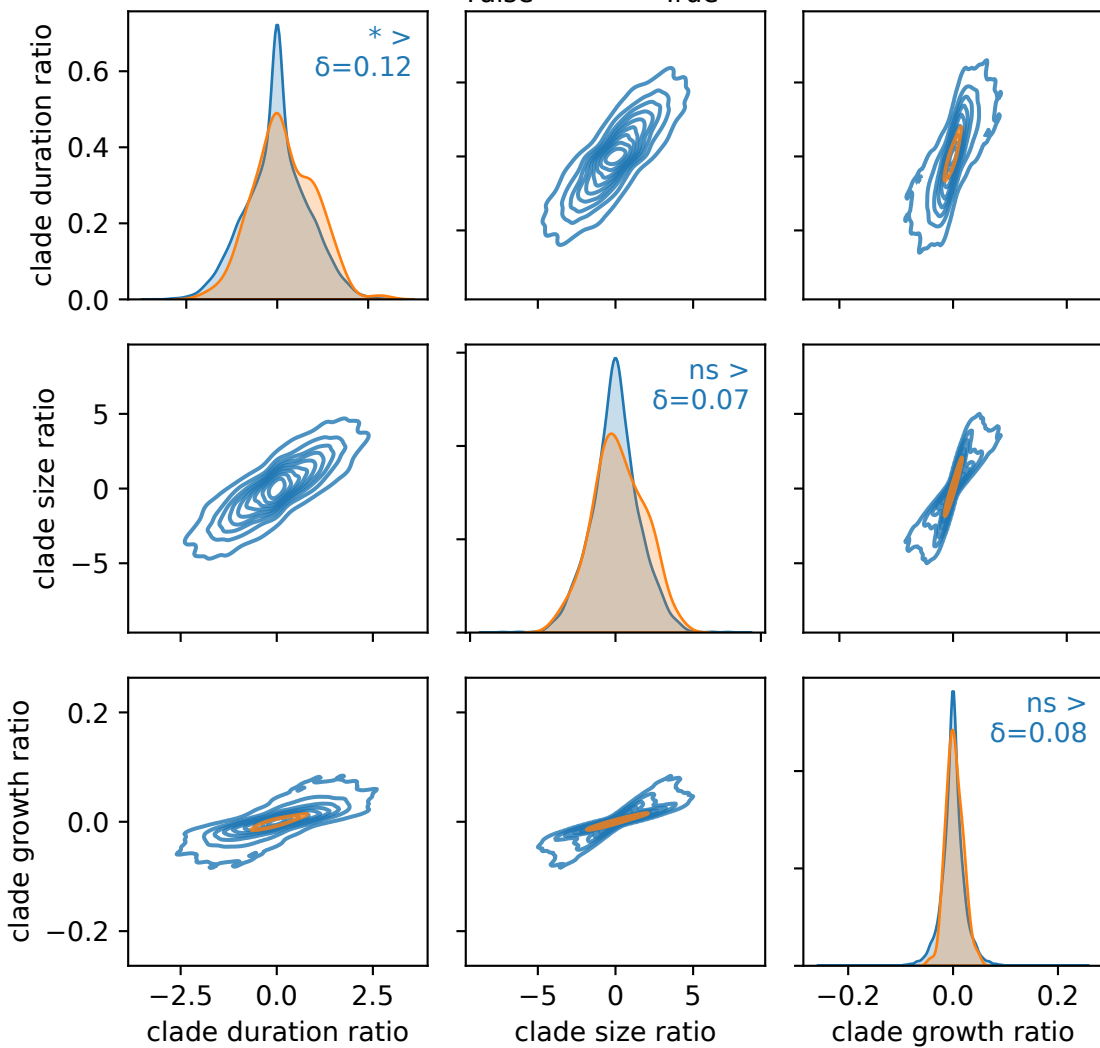 clade duration ratio
0.6
0.4
0.2
0.0
* >
δ=0.12
clade size ratio
5
0
−5
ns >
δ=0.07
clade growth ratio
0.2
0.0
−0.2
ns >
δ=0.08
−2.5 0.0 2.5
−5 0 5
−0.2 0.0 0.2
clade duration ratio
clade size ratio
clade growth ratio